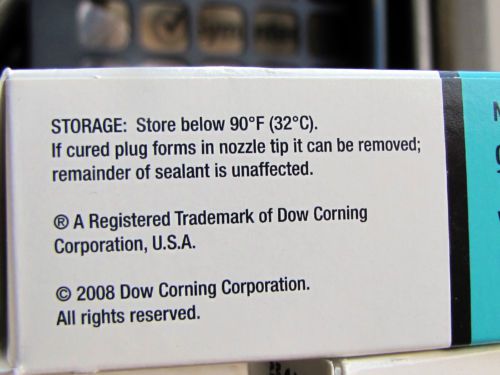 STORAGE: Store below 90°F (32°C).
If cured plug forms in nozzle tip it can be removed;
remainder of sealant is unaffected.
® A Registered Trademark of Dow Corning
Corporation, U.S.A.
© 2008 Dow Corning Corporation.
All rights reserved.